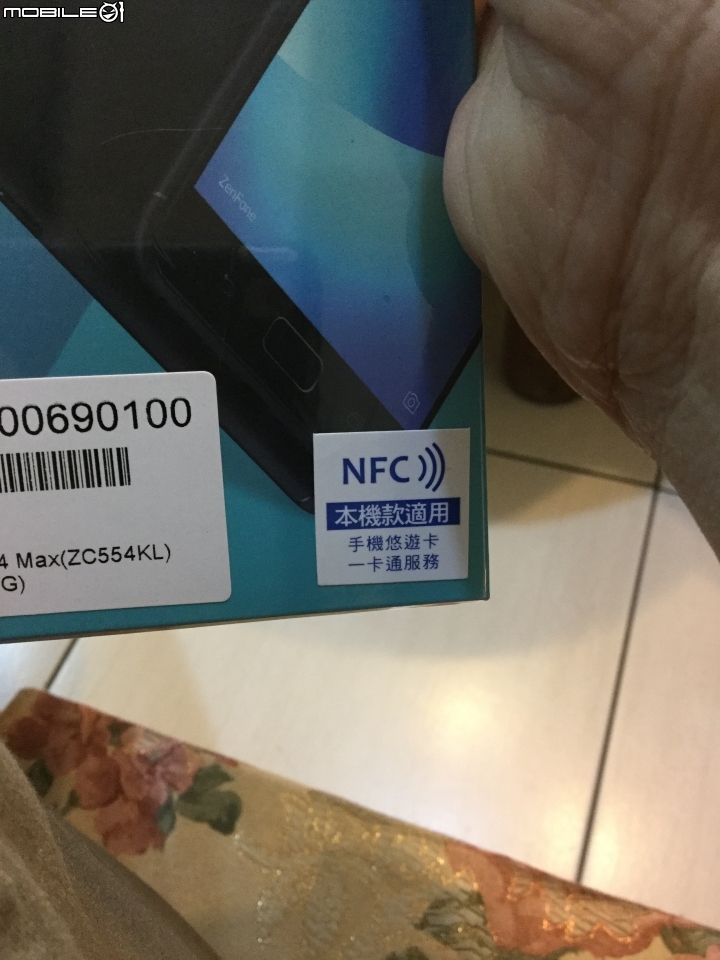 MOBILE01
ZenFone
00690100
4 Max(ZC554KL)
G)
NFC
本機款適用
手機悠遊卡
一卡通服務